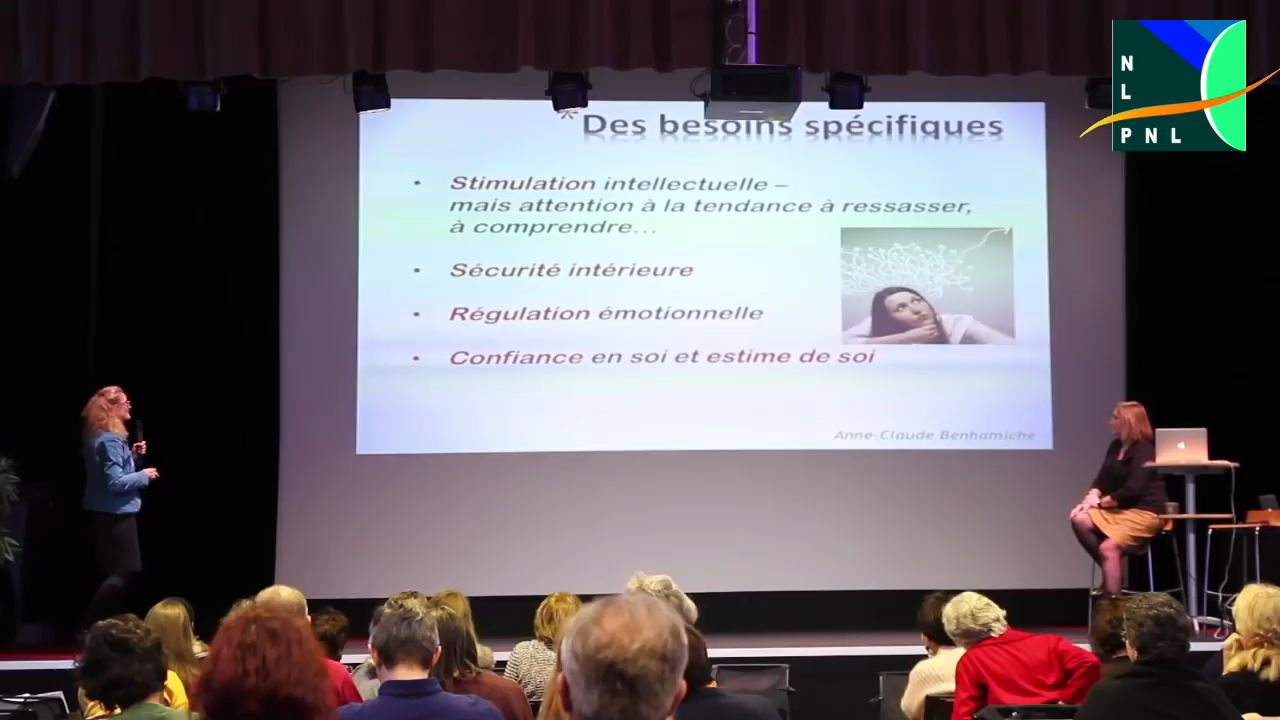 * Des besoins spécifiques
• Stimulation intellectuelle –
mais attention à la tendance à ressasser,
à comprendre…
• Sécurité intérieure
• Régulation émotionnelle
• Confiance en soi et estime de soi
Anne-Claude Benhamiche
N
L
PNL